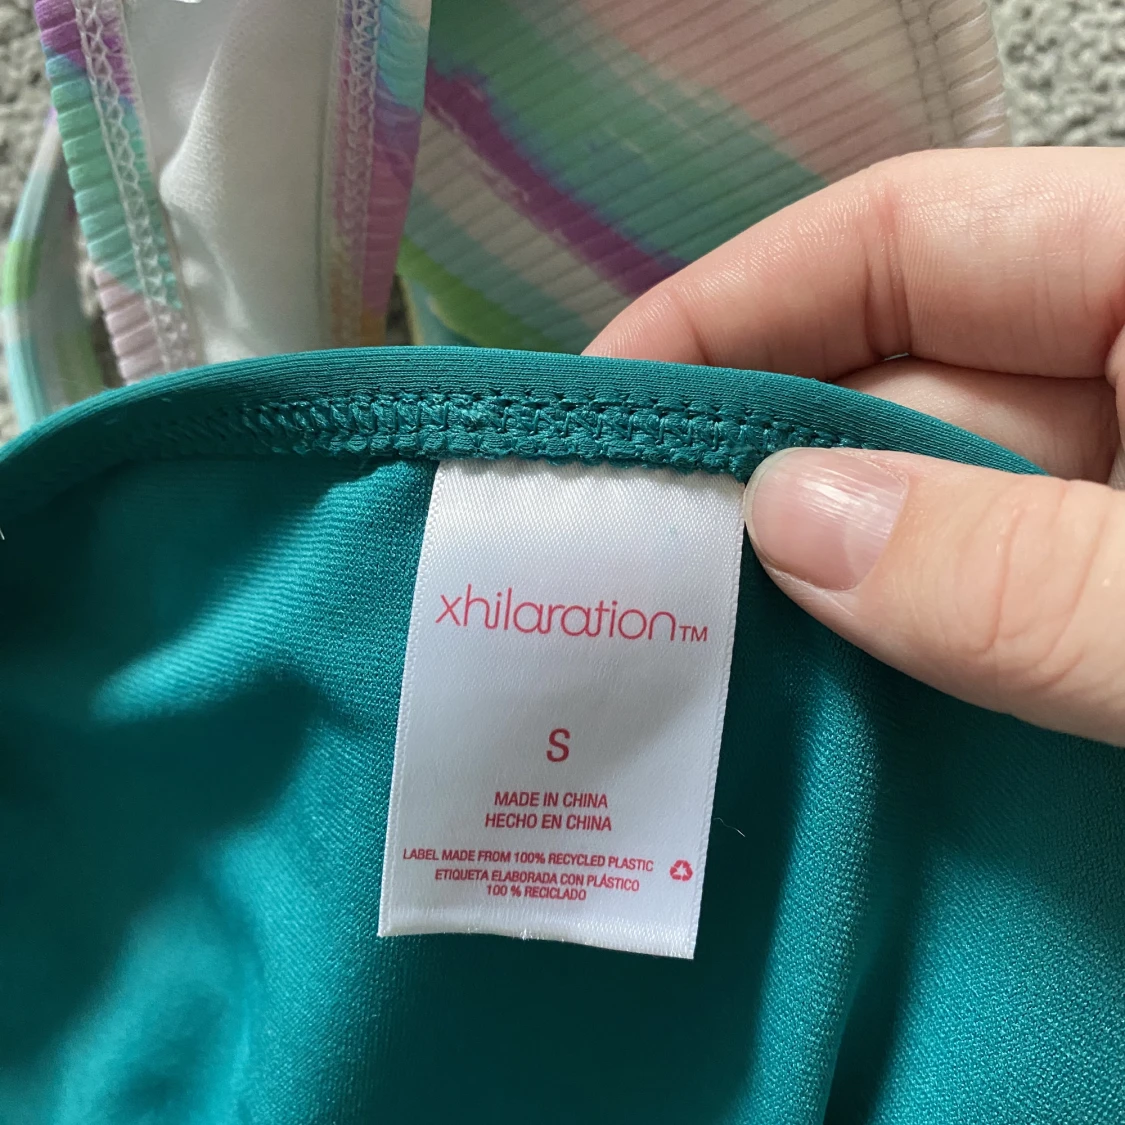 xhilaration™
S
MADE IN CHINA
HECHO EN CHINA
LABEL MADE FROM 100% RECYCLED PLASTIC
ETIQUETA ELABORADA CON PLÁSTICO
100 % RECICLADO